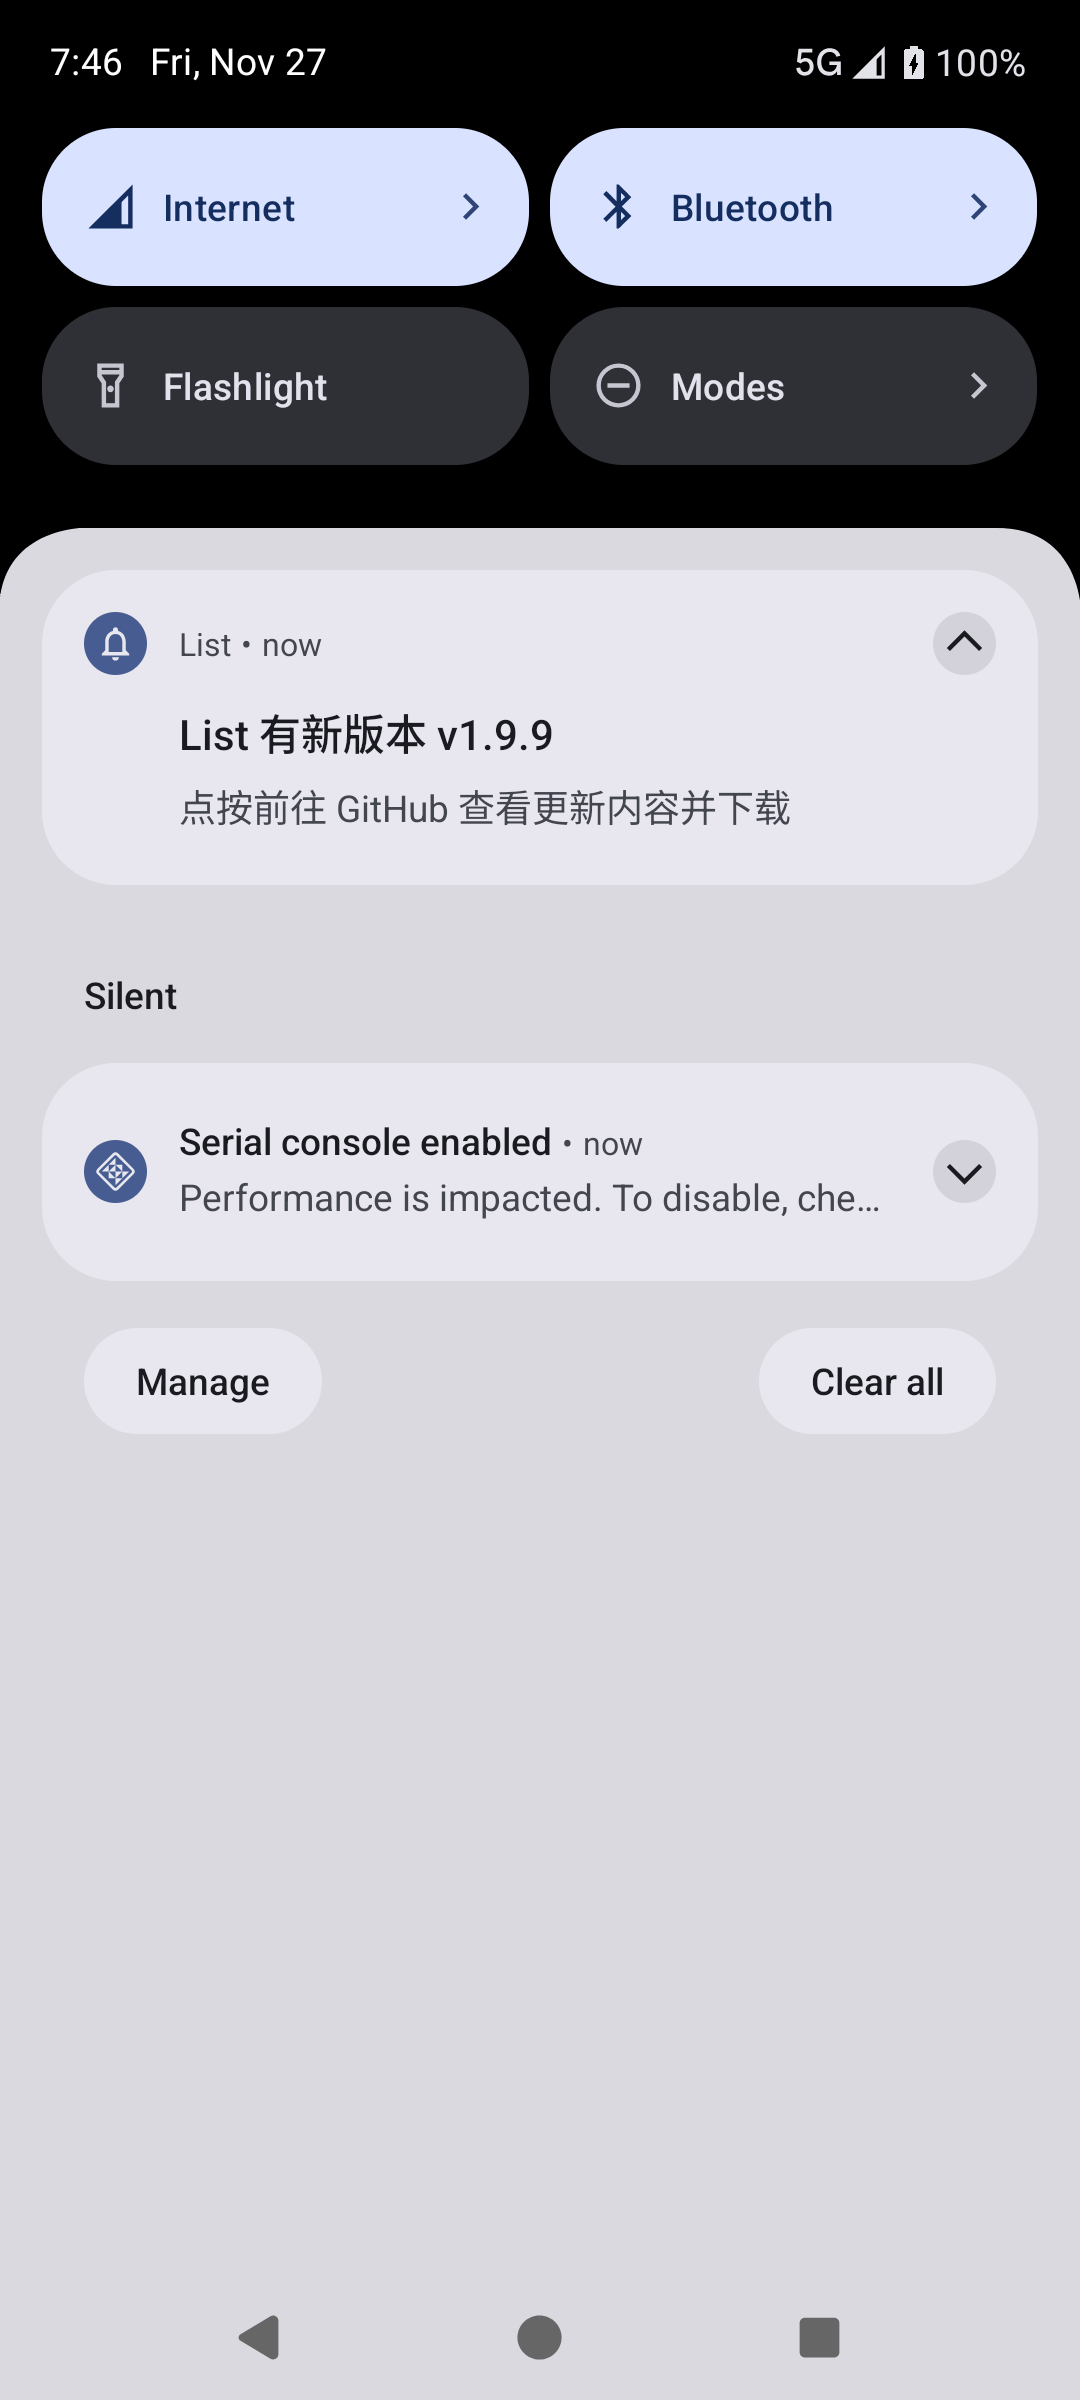 7:46 Fri, Nov 27 5G 100%
Internet
Bluetooth
Flashlight
Modes
List • now
List 有新版本 v1.9.9
点按前往 GitHub 查看更新内容并下载
Silent
Serial console enabled • now
Performance is impacted. To disable, che…
Manage
Clear all